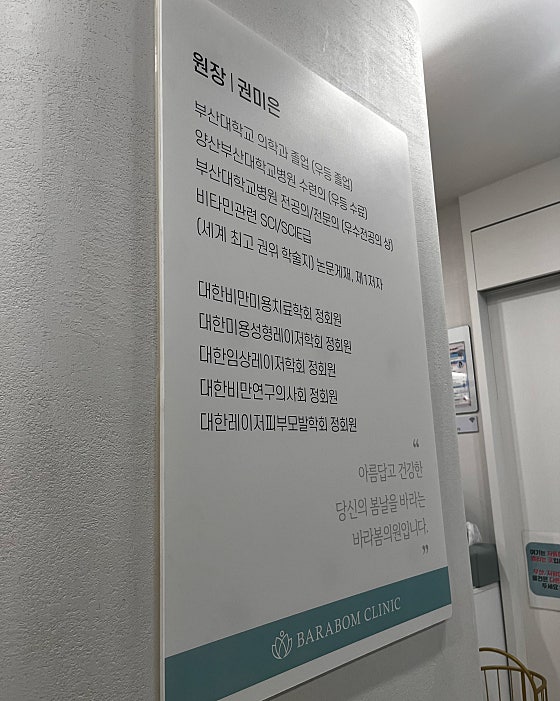 원장 | 권미은
부산대학교 의학과 졸업 (우등 졸업)
양산부산대학교병원 수련의 (우등 수료)
부산대학교병원 전공의/전문의 (우수전공의 상)
비타민관련 SCI/SCIE급
(세계 최고 권위 학술지) 논문게재, 제1저자
대한비만미용치료학회 정회원
대한미용성형레이저학회 정회원
대한임상레이저학회 정회원
대한비만연구의사회 정회원
대한레이저피부모발학회 정회원
“
아름답고 건강한
당신의 봄날을 바라는
바라봄의원입니다.
”
BARABOM CLINIC
여기는